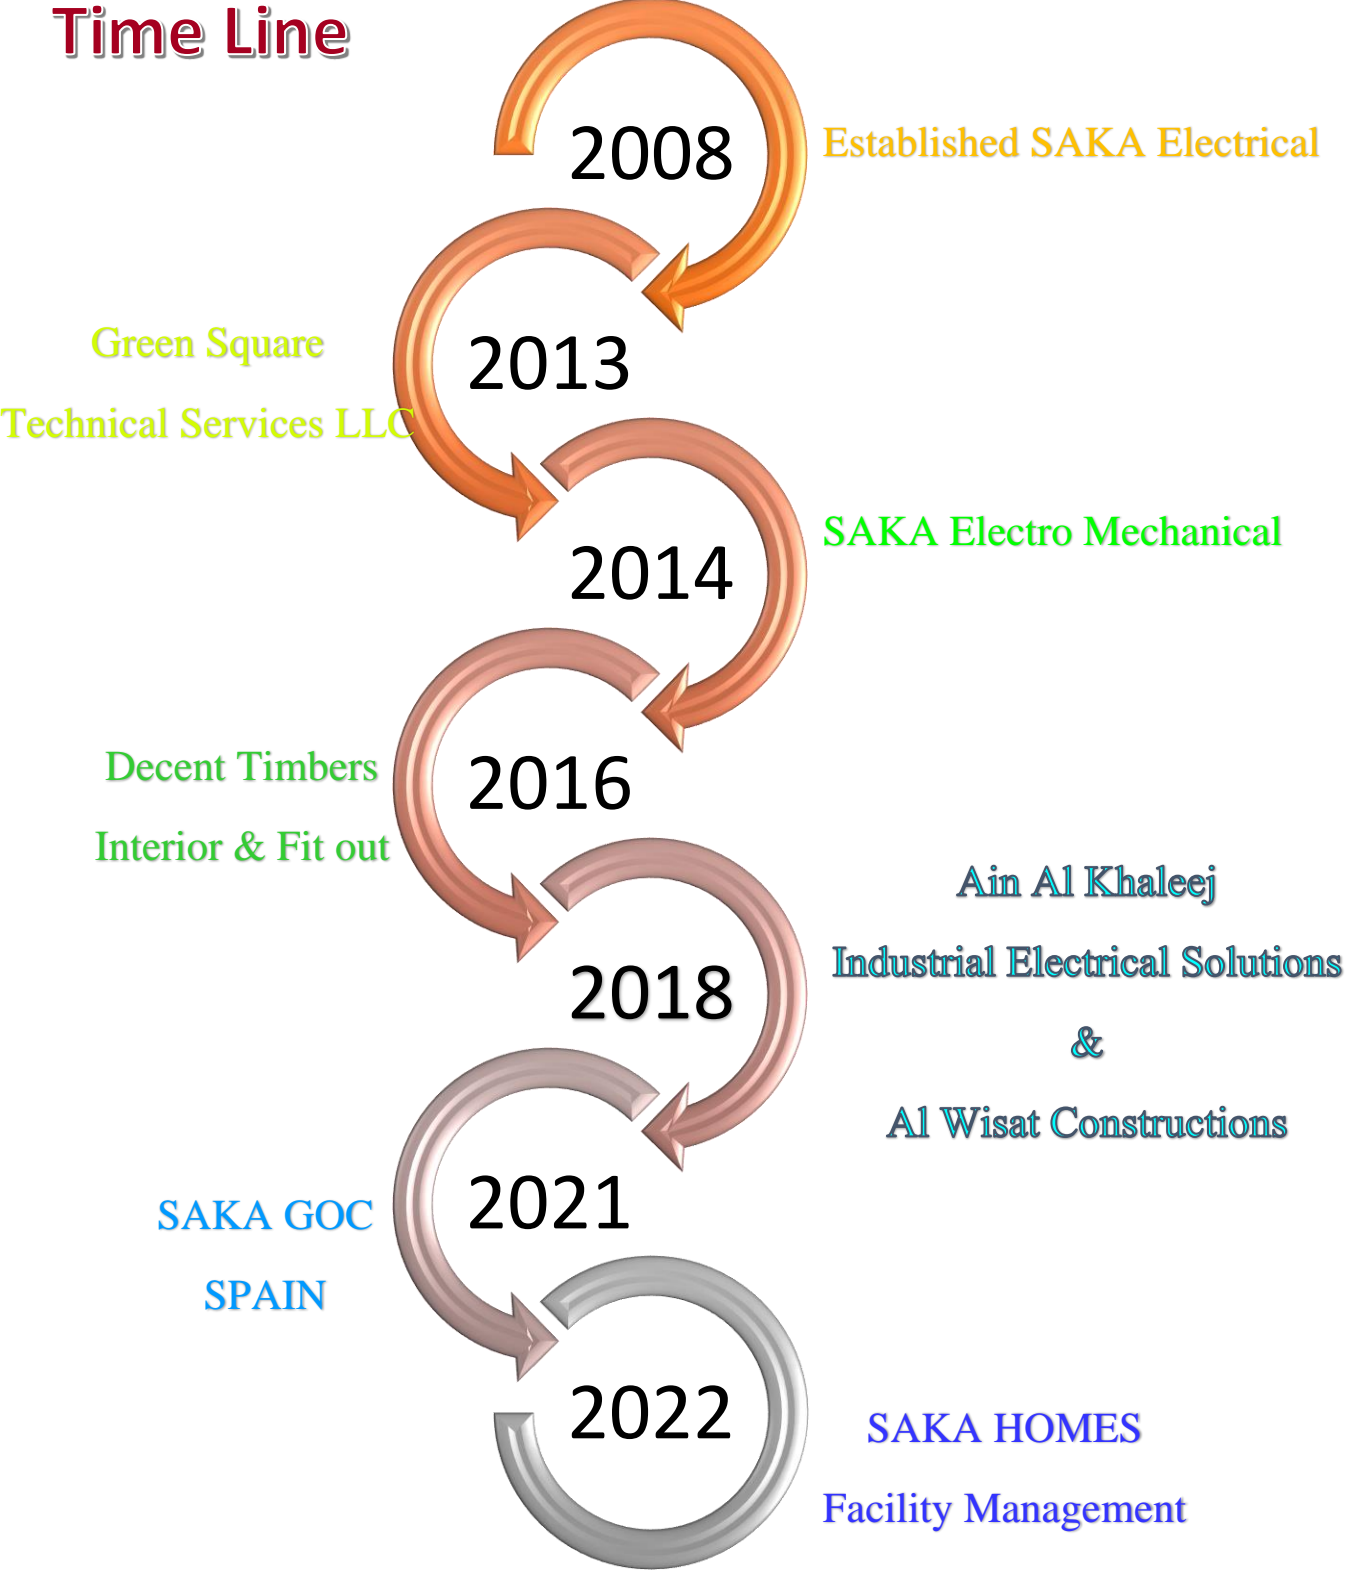 Time Line
2008
Established SAKA Electrical
2013
Green Square
Technical Services LLC
2014
SAKA Electro Mechanical
2016
Decent Timbers
Interior & Fit out
2018
Ain Al Khaleej
Industrial Electrical Solutions
&
Al Wisat Constructions
2021
SAKA GOC
SPAIN
2022
SAKA HOMES
Facility Management